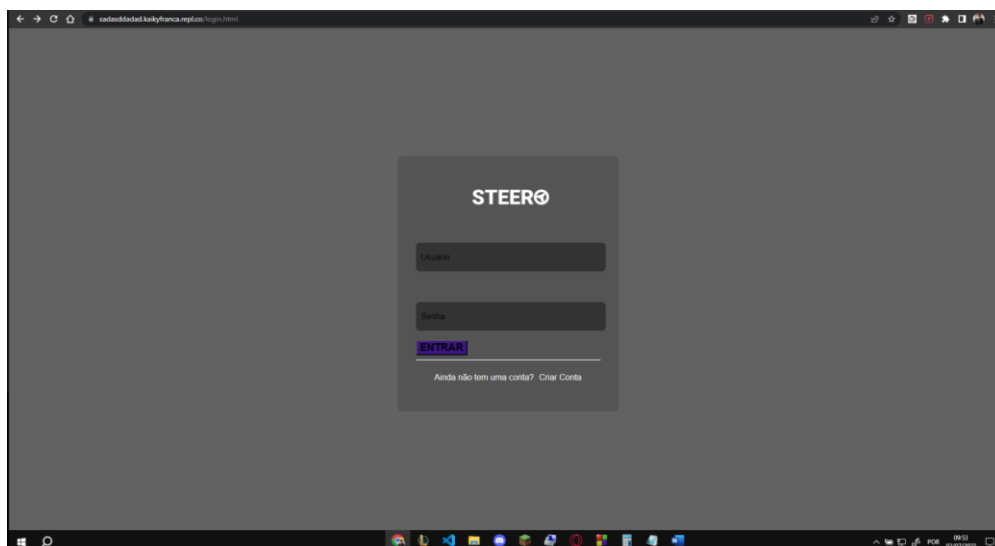 sadasddadad.kaikyfranca.repl.co/login.html
STEER
Usuario
Senha
ENTRAR
Ainda não tem uma conta? Criar Conta
POR
09:53